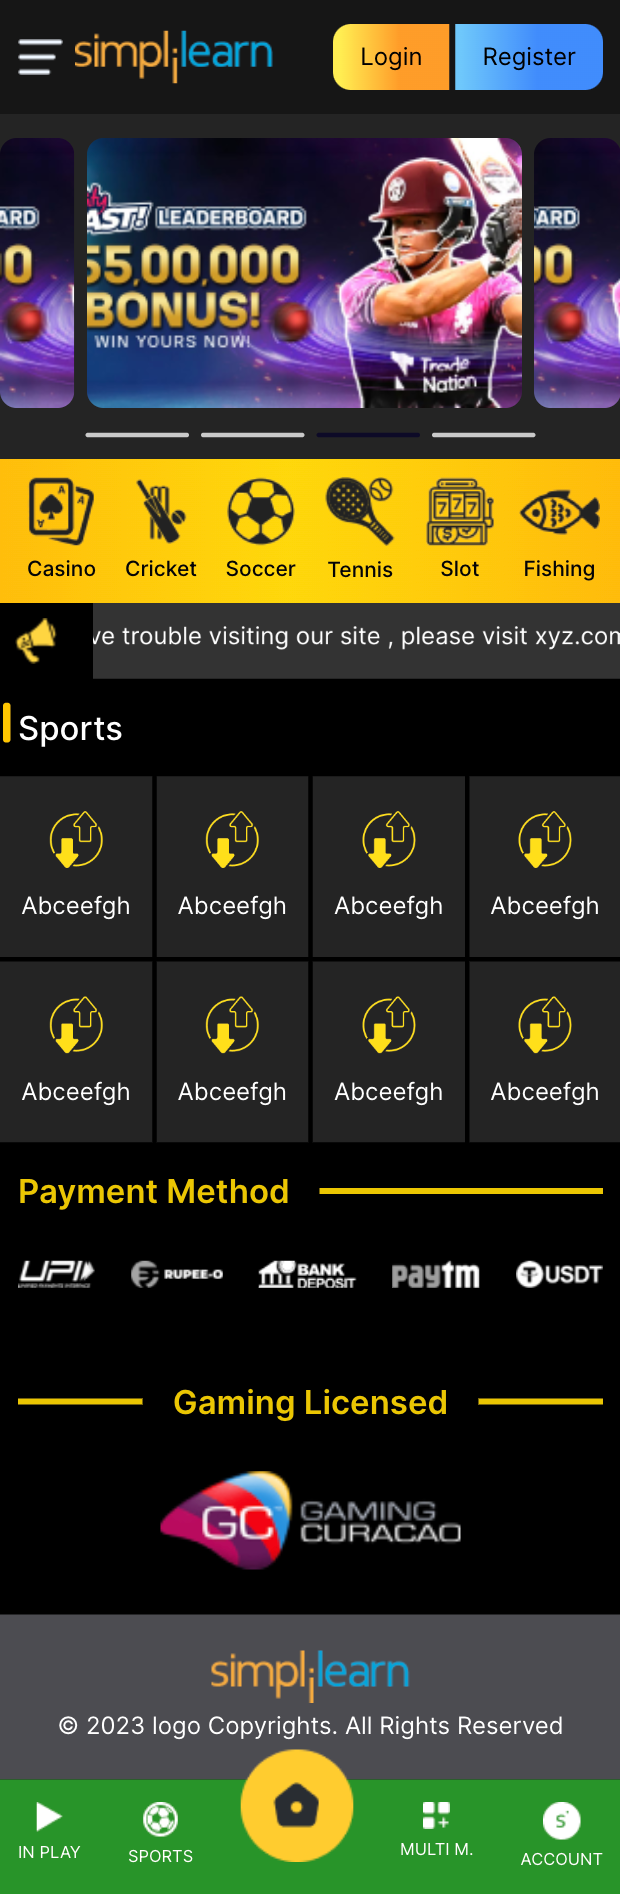 simplilearn
Login
Register
ARD
AST! LEADERBOARD
ARD
00
55,00,000
00
BONUS!
WIN YOURS NOW!
Trade
Nation
Casino
Cricket
Soccer
Tennis
Slot
Fishing
ve trouble visiting our site , please visit xyz.com
Sports
Abceefgh
Abceefgh
Abceefgh
Abceefgh
Abceefgh
Abceefgh
Abceefgh
Abceefgh
Payment Method
UPI
RUPEE-O
BANK
DEPOSIT
paytm
USDT
Gaming Licensed
GC
GAMING
CURACAO
simplilearn
© 2023 logo Copyrights. All Rights Reserved
IN PLAY
SPORTS
MULTI M.
S
ACCOUNT